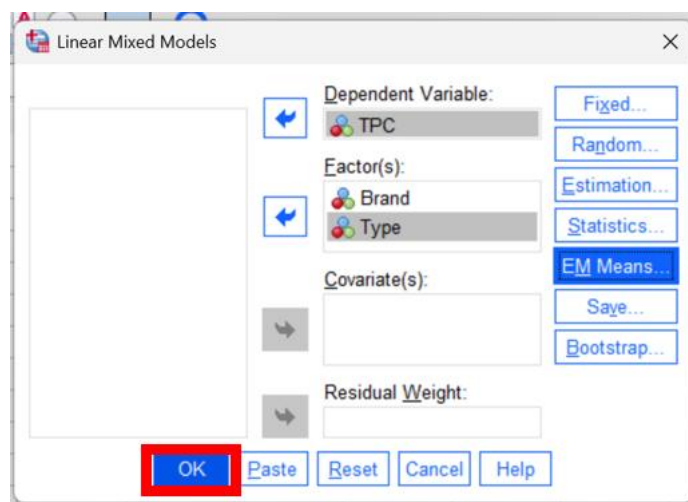 Linear Mixed Models
Dependent Variable:
TPC
Factor(s):
Brand
Type
Covariate(s):
Residual Weight:
Fixed...
Random...
Estimation...
Statistics...
EM Means...
Save...
Bootstrap...
OK
Paste
Reset
Cancel
Help